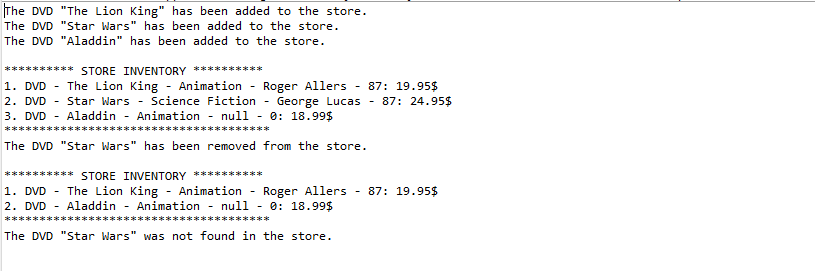 The DVD "The Lion King" has been added to the store.
The DVD "Star Wars" has been added to the store.
The DVD "Aladdin" has been added to the store.
********** STORE INVENTORY **********
1. DVD - The Lion King - Animation - Roger Allers - 87: 19.95$
2. DVD - Star Wars - Science Fiction - George Lucas - 87: 24.95$
3. DVD - Aladdin - Animation - null - 0: 18.99$
**************************************
The DVD "Star Wars" has been removed from the store.
********** STORE INVENTORY **********
1. DVD - The Lion King - Animation - Roger Allers - 87: 19.95$
2. DVD - Aladdin - Animation - null - 0: 18.99$
**************************************
The DVD "Star Wars" was not found in the store.